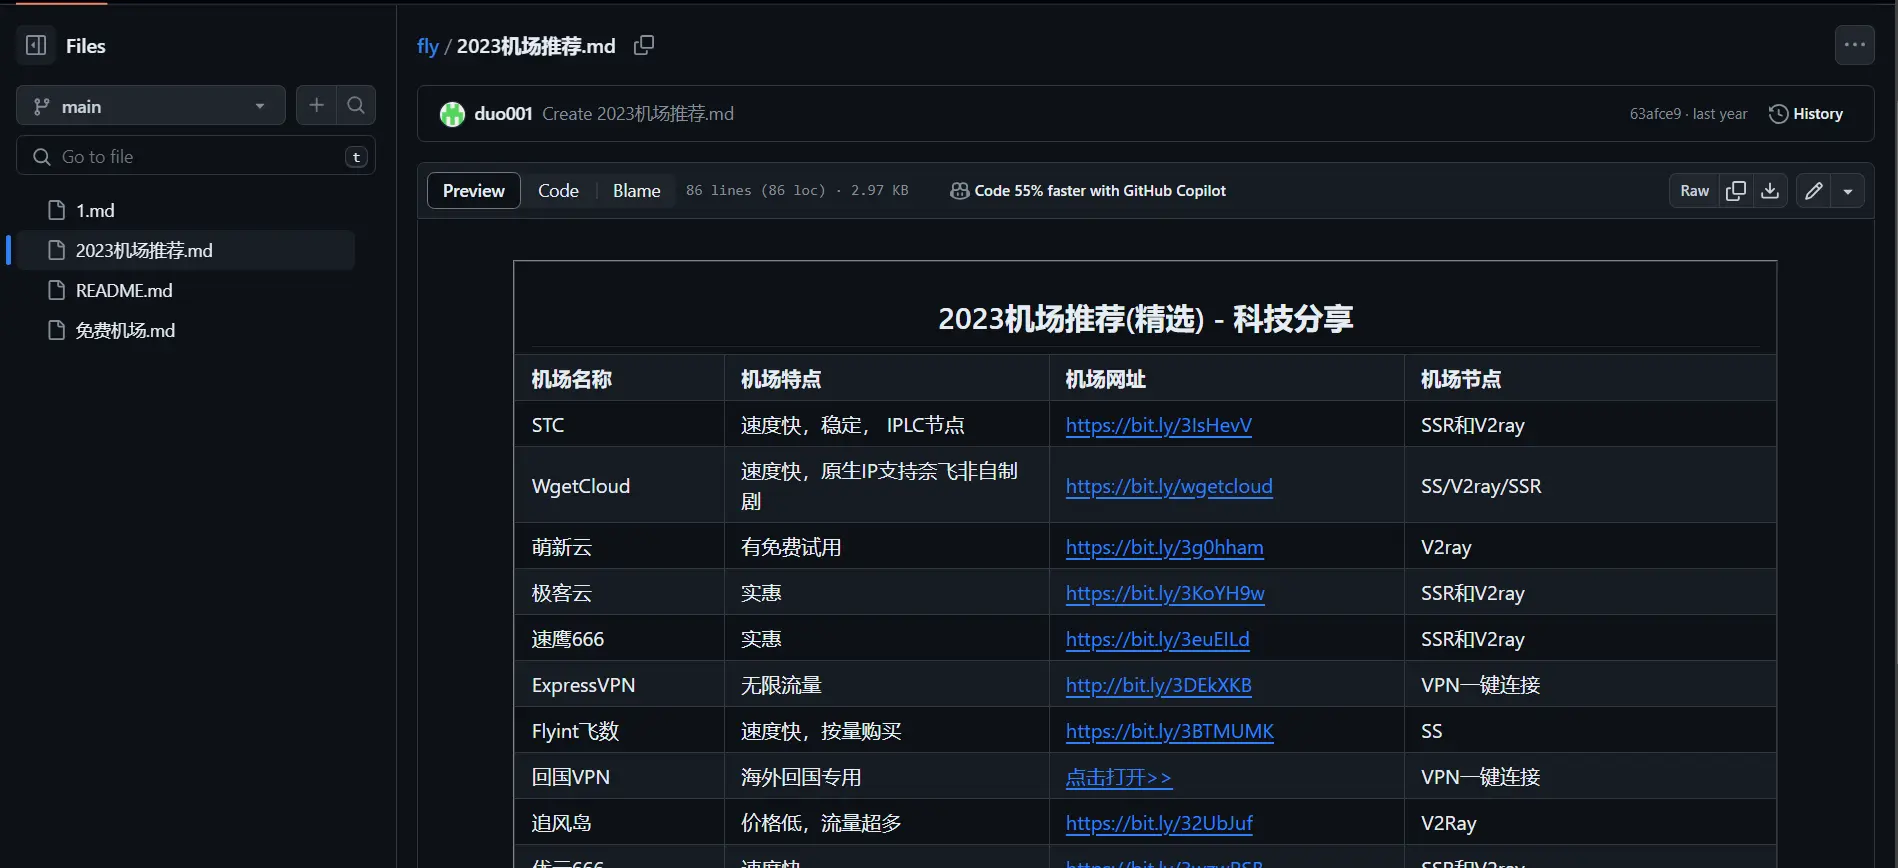 Files
main
Go to file
t
1.md
2023机场推荐.md
README.md
免费机场.md
fly / 2023机场推荐.md
duo001 Create 2023机场推荐.md
63afce9 · last year History
Preview Code Blame 86 lines (86 loc) · 2.97 KB Code 55% faster with GitHub Copilot Raw
2023机场推荐(精选) - 科技分享
机场名称 机场特点 机场网址 机场节点
STC 速度快，稳定， IPLC节点 https://bit.ly/3IsHevV SSR和V2ray
WgetCloud 速度快，原生IP支持奈飞非自制剧 https://bit.ly/wgetcloud SS/V2ray/SSR
萌新云 有免费试用 https://bit.ly/3g0hham V2ray
极客云 实惠 https://bit.ly/3KoYH9w SSR和V2ray
速鹰666 实惠 https://bit.ly/3euEILd SSR和V2ray
ExpressVPN 无限流量 http://bit.ly/3DEkXKB VPN一键连接
Flyint飞数 速度快，按量购买 https://bit.ly/3BTMUMK SS
回国VPN 海外回国专用 点击打开>> VPN一键连接
追风岛 价格低，流量超多 https://bit.ly/32UbJuf V2Ray
速度快 SSR和V2ray